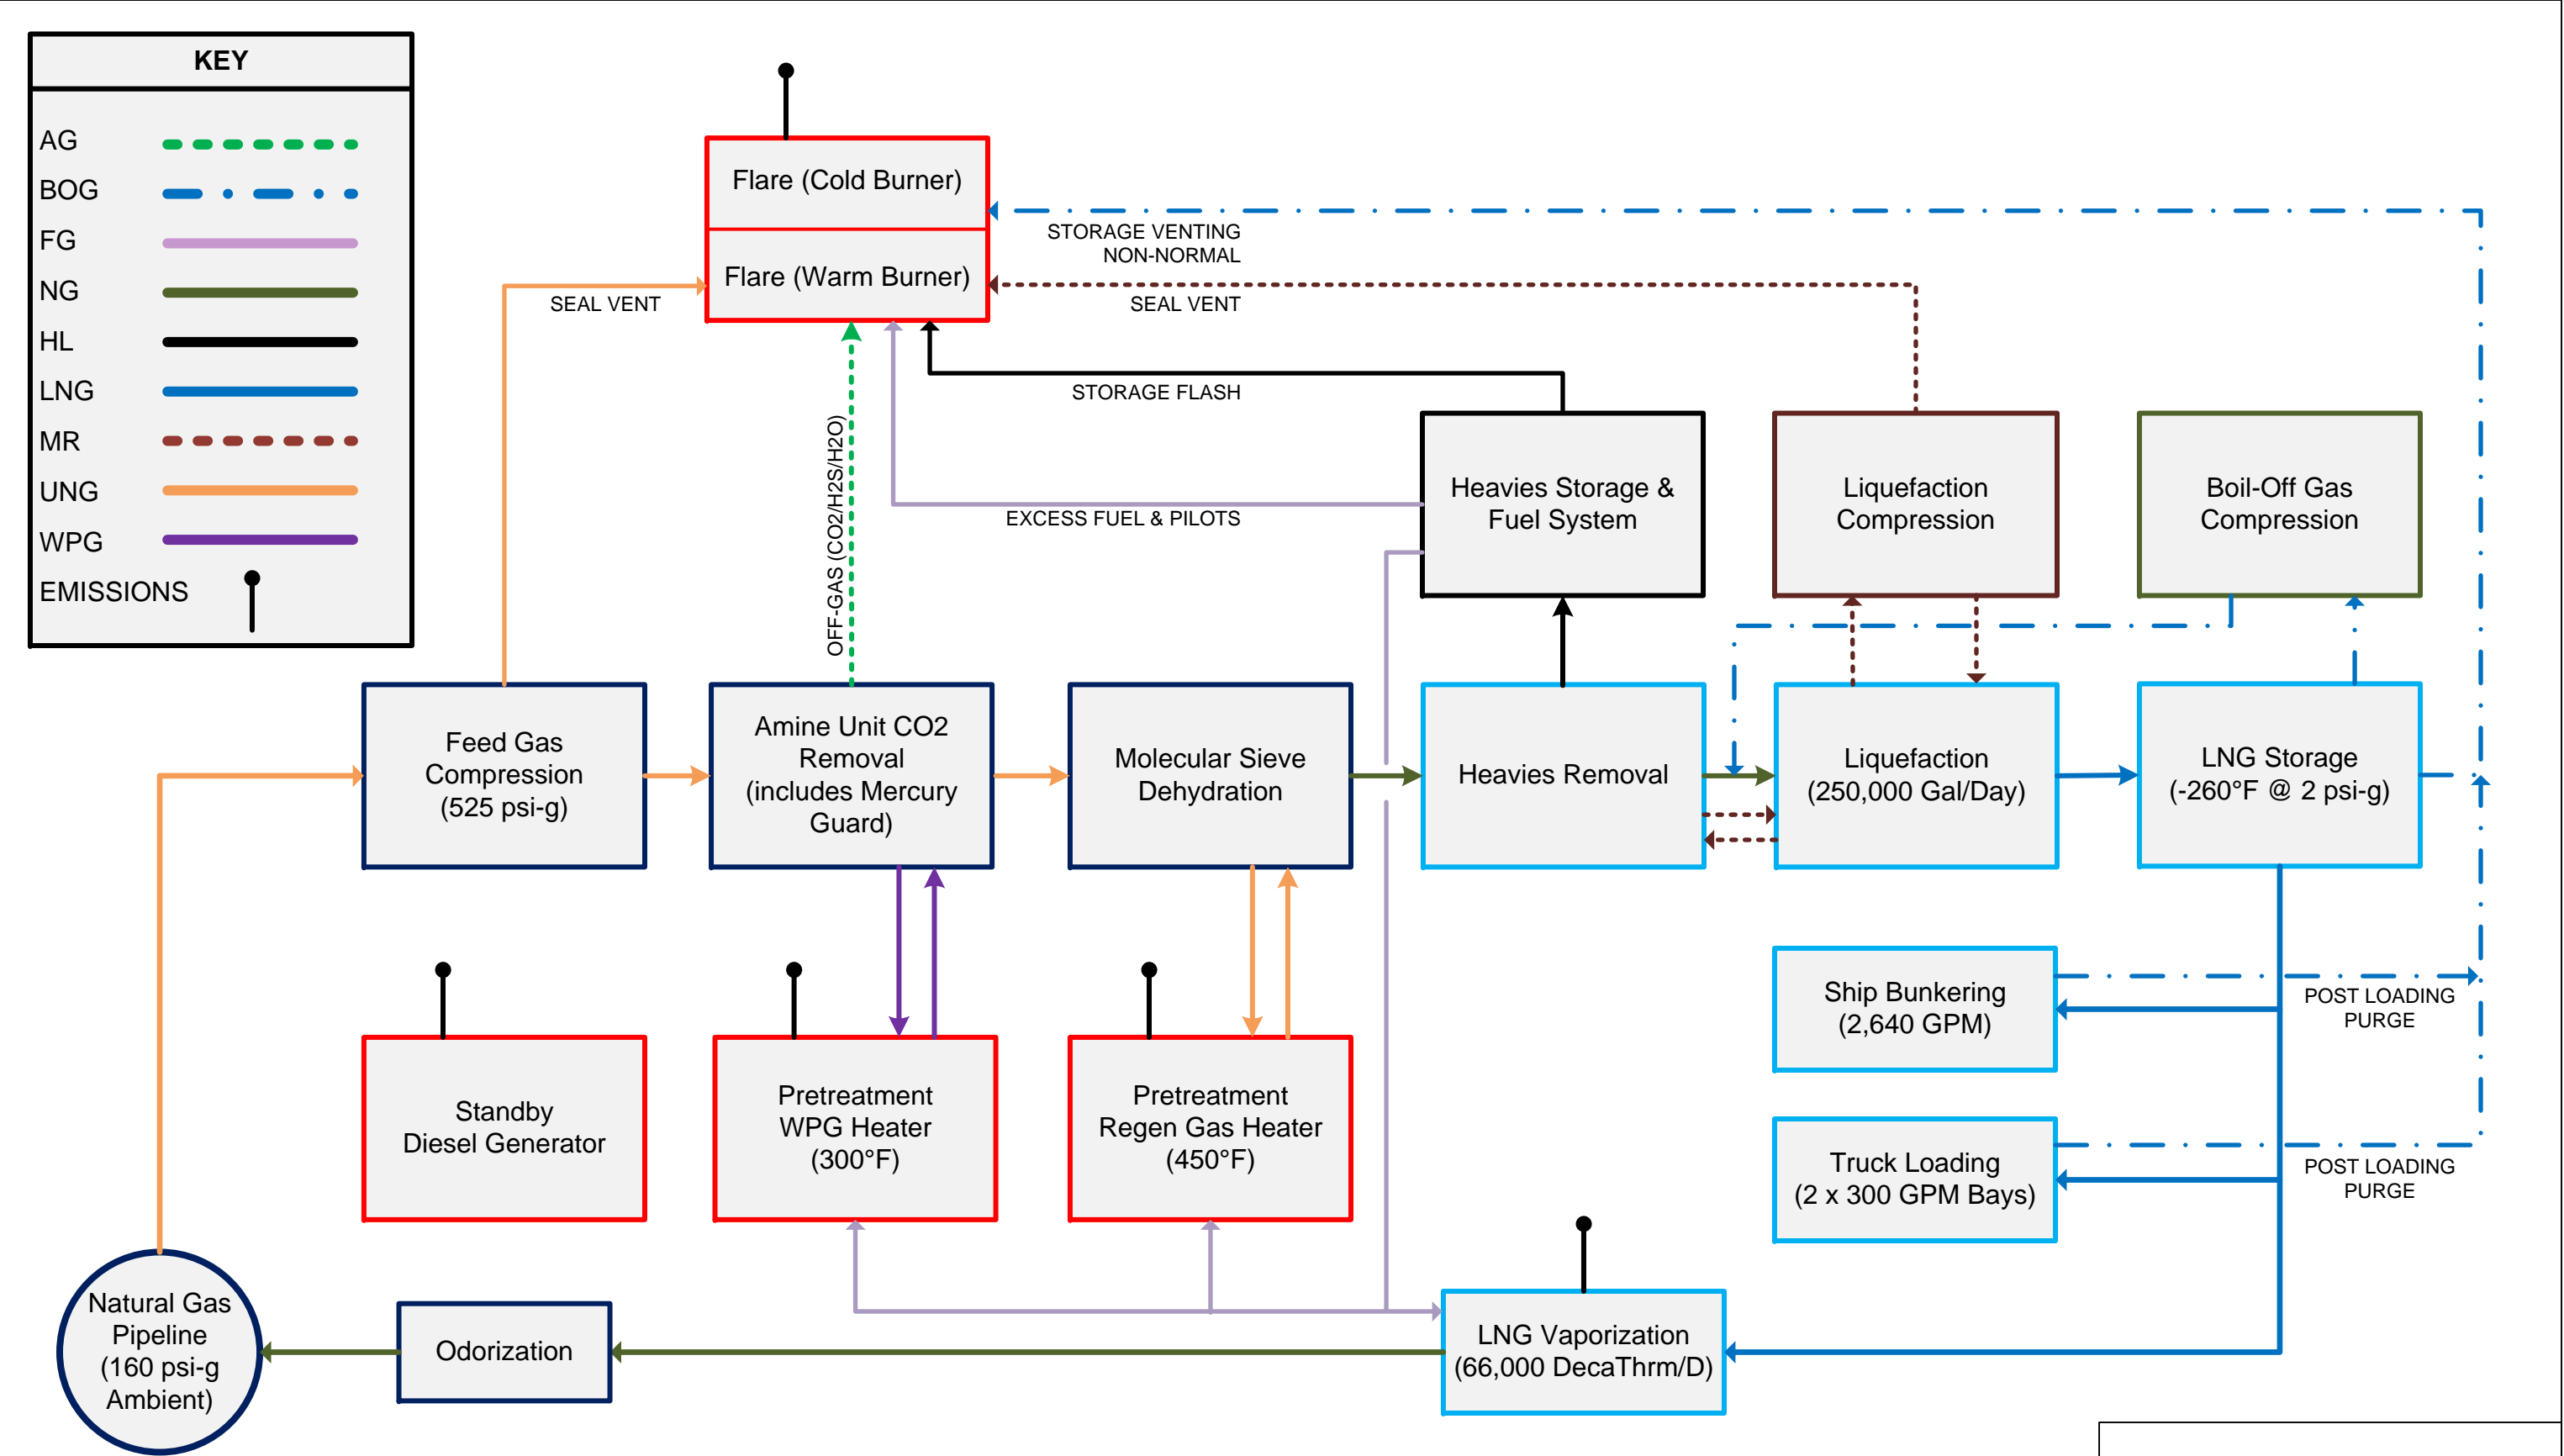 KEY
AG
BOG
FG
NG
HL
LNG
MR
UNG
WPG
EMISSIONS
Flare (Cold Burner)
Flare (Warm Burner)
STORAGE VENTING
NON-NORMAL
SEAL VENT
SEAL VENT
STORAGE FLASH
EXCESS FUEL & PILOTS
OFF-GAS (CO2/H2S/H2O)
Heavies Storage &
Fuel System
Liquefaction
Compression
Boil-Off Gas
Compression
Feed Gas
Compression
(525 psi-g)
Amine Unit CO2
Removal
(includes Mercury
Guard)
Molecular Sieve
Dehydration
Heavies Removal
Liquefaction
(250,000 Gal/Day)
LNG Storage
(-260°F @ 2 psi-g)
Standby
Diesel Generator
Pretreatment
WPG Heater
(300°F)
Pretreatment
Regen Gas Heater
(450°F)
Ship Bunkering
(2,640 GPM)
POST LOADING
PURGE
Truck Loading
(2 x 300 GPM Bays)
POST LOADING
PURGE
Natural Gas
Pipeline
(160 psi-g
Ambient)
Odorization
LNG Vaporization
(66,000 DecaThrm/D)